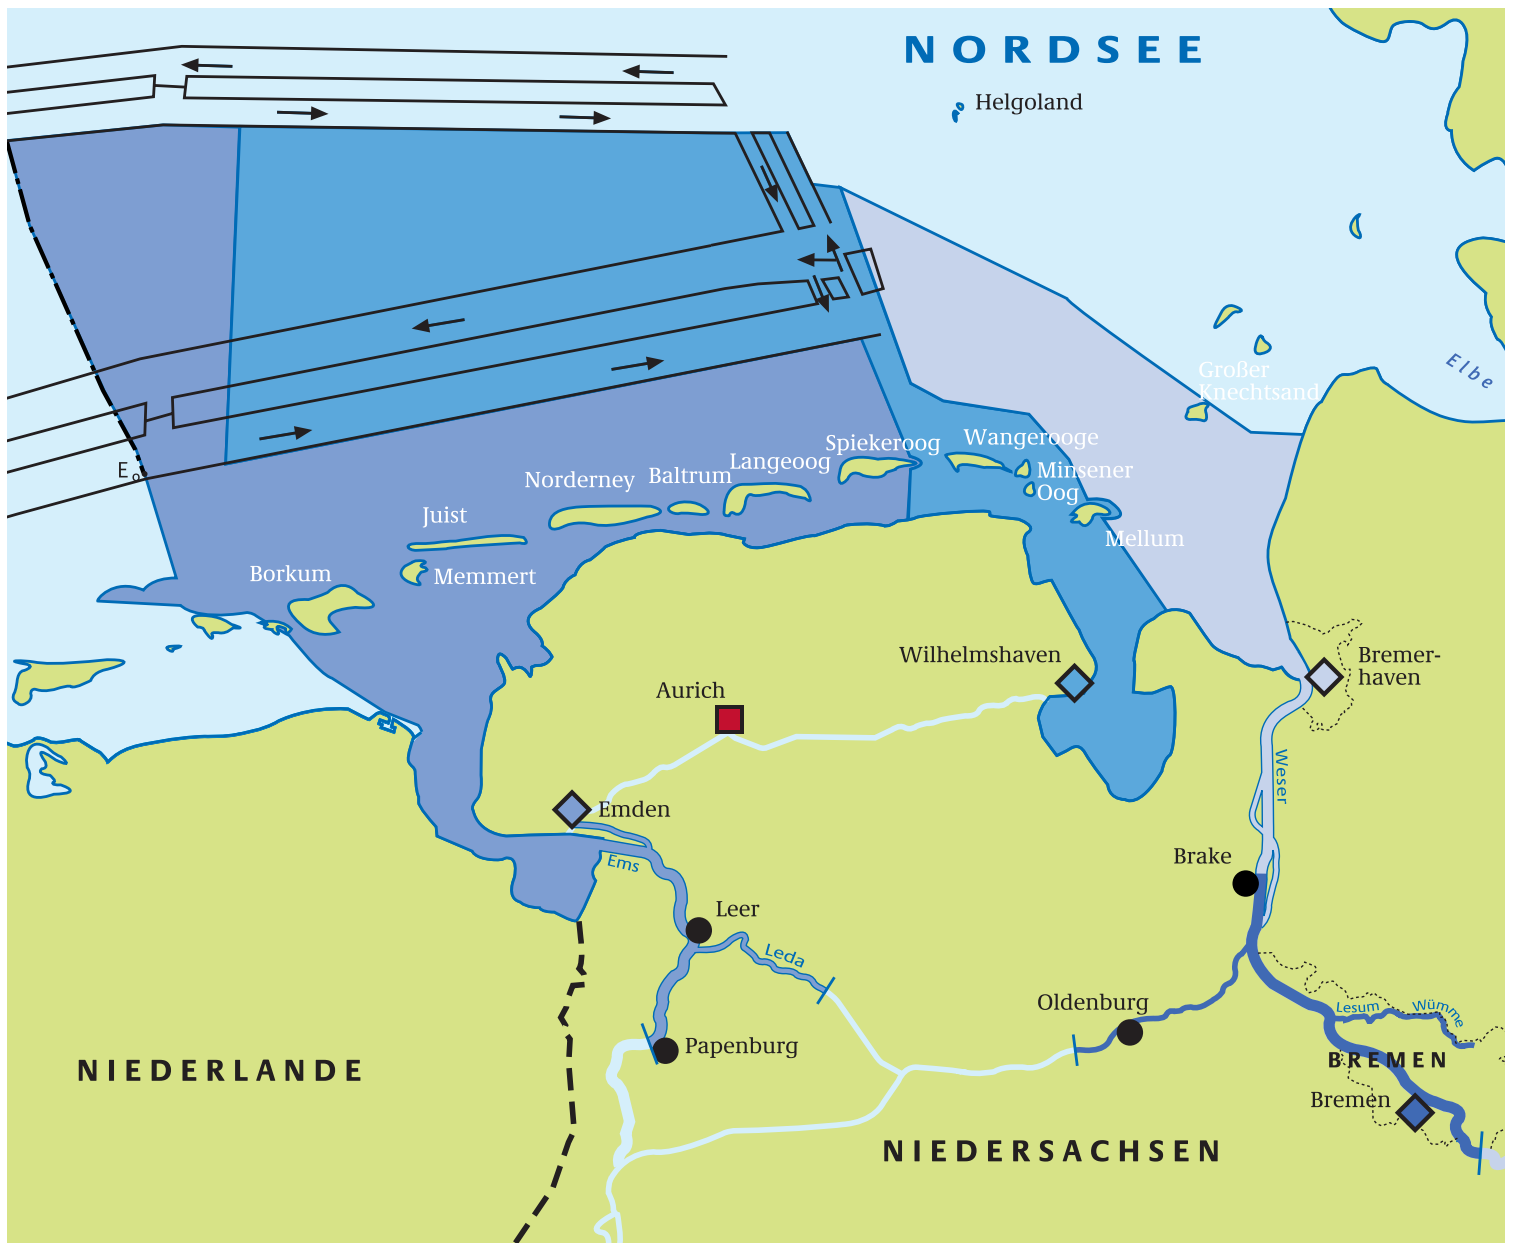 NORDSEE
Helgoland
Elbe
Großer
Knechtsand
Spiekeroog
Wangerooge
Langeoog
Minsener
Oog
Baltrum
Norderney
E₀
Juist
Mellum
Borkum
Memmert
Wilhelmshaven
Bremer-
haven
Aurich
Weser
Emden
Brake
Ems
Leer
Leda
Oldenburg
Lesum
Wümme
Papenburg
BREMEN
NIEDERLANDE
Bremen
NIEDERSACHSEN